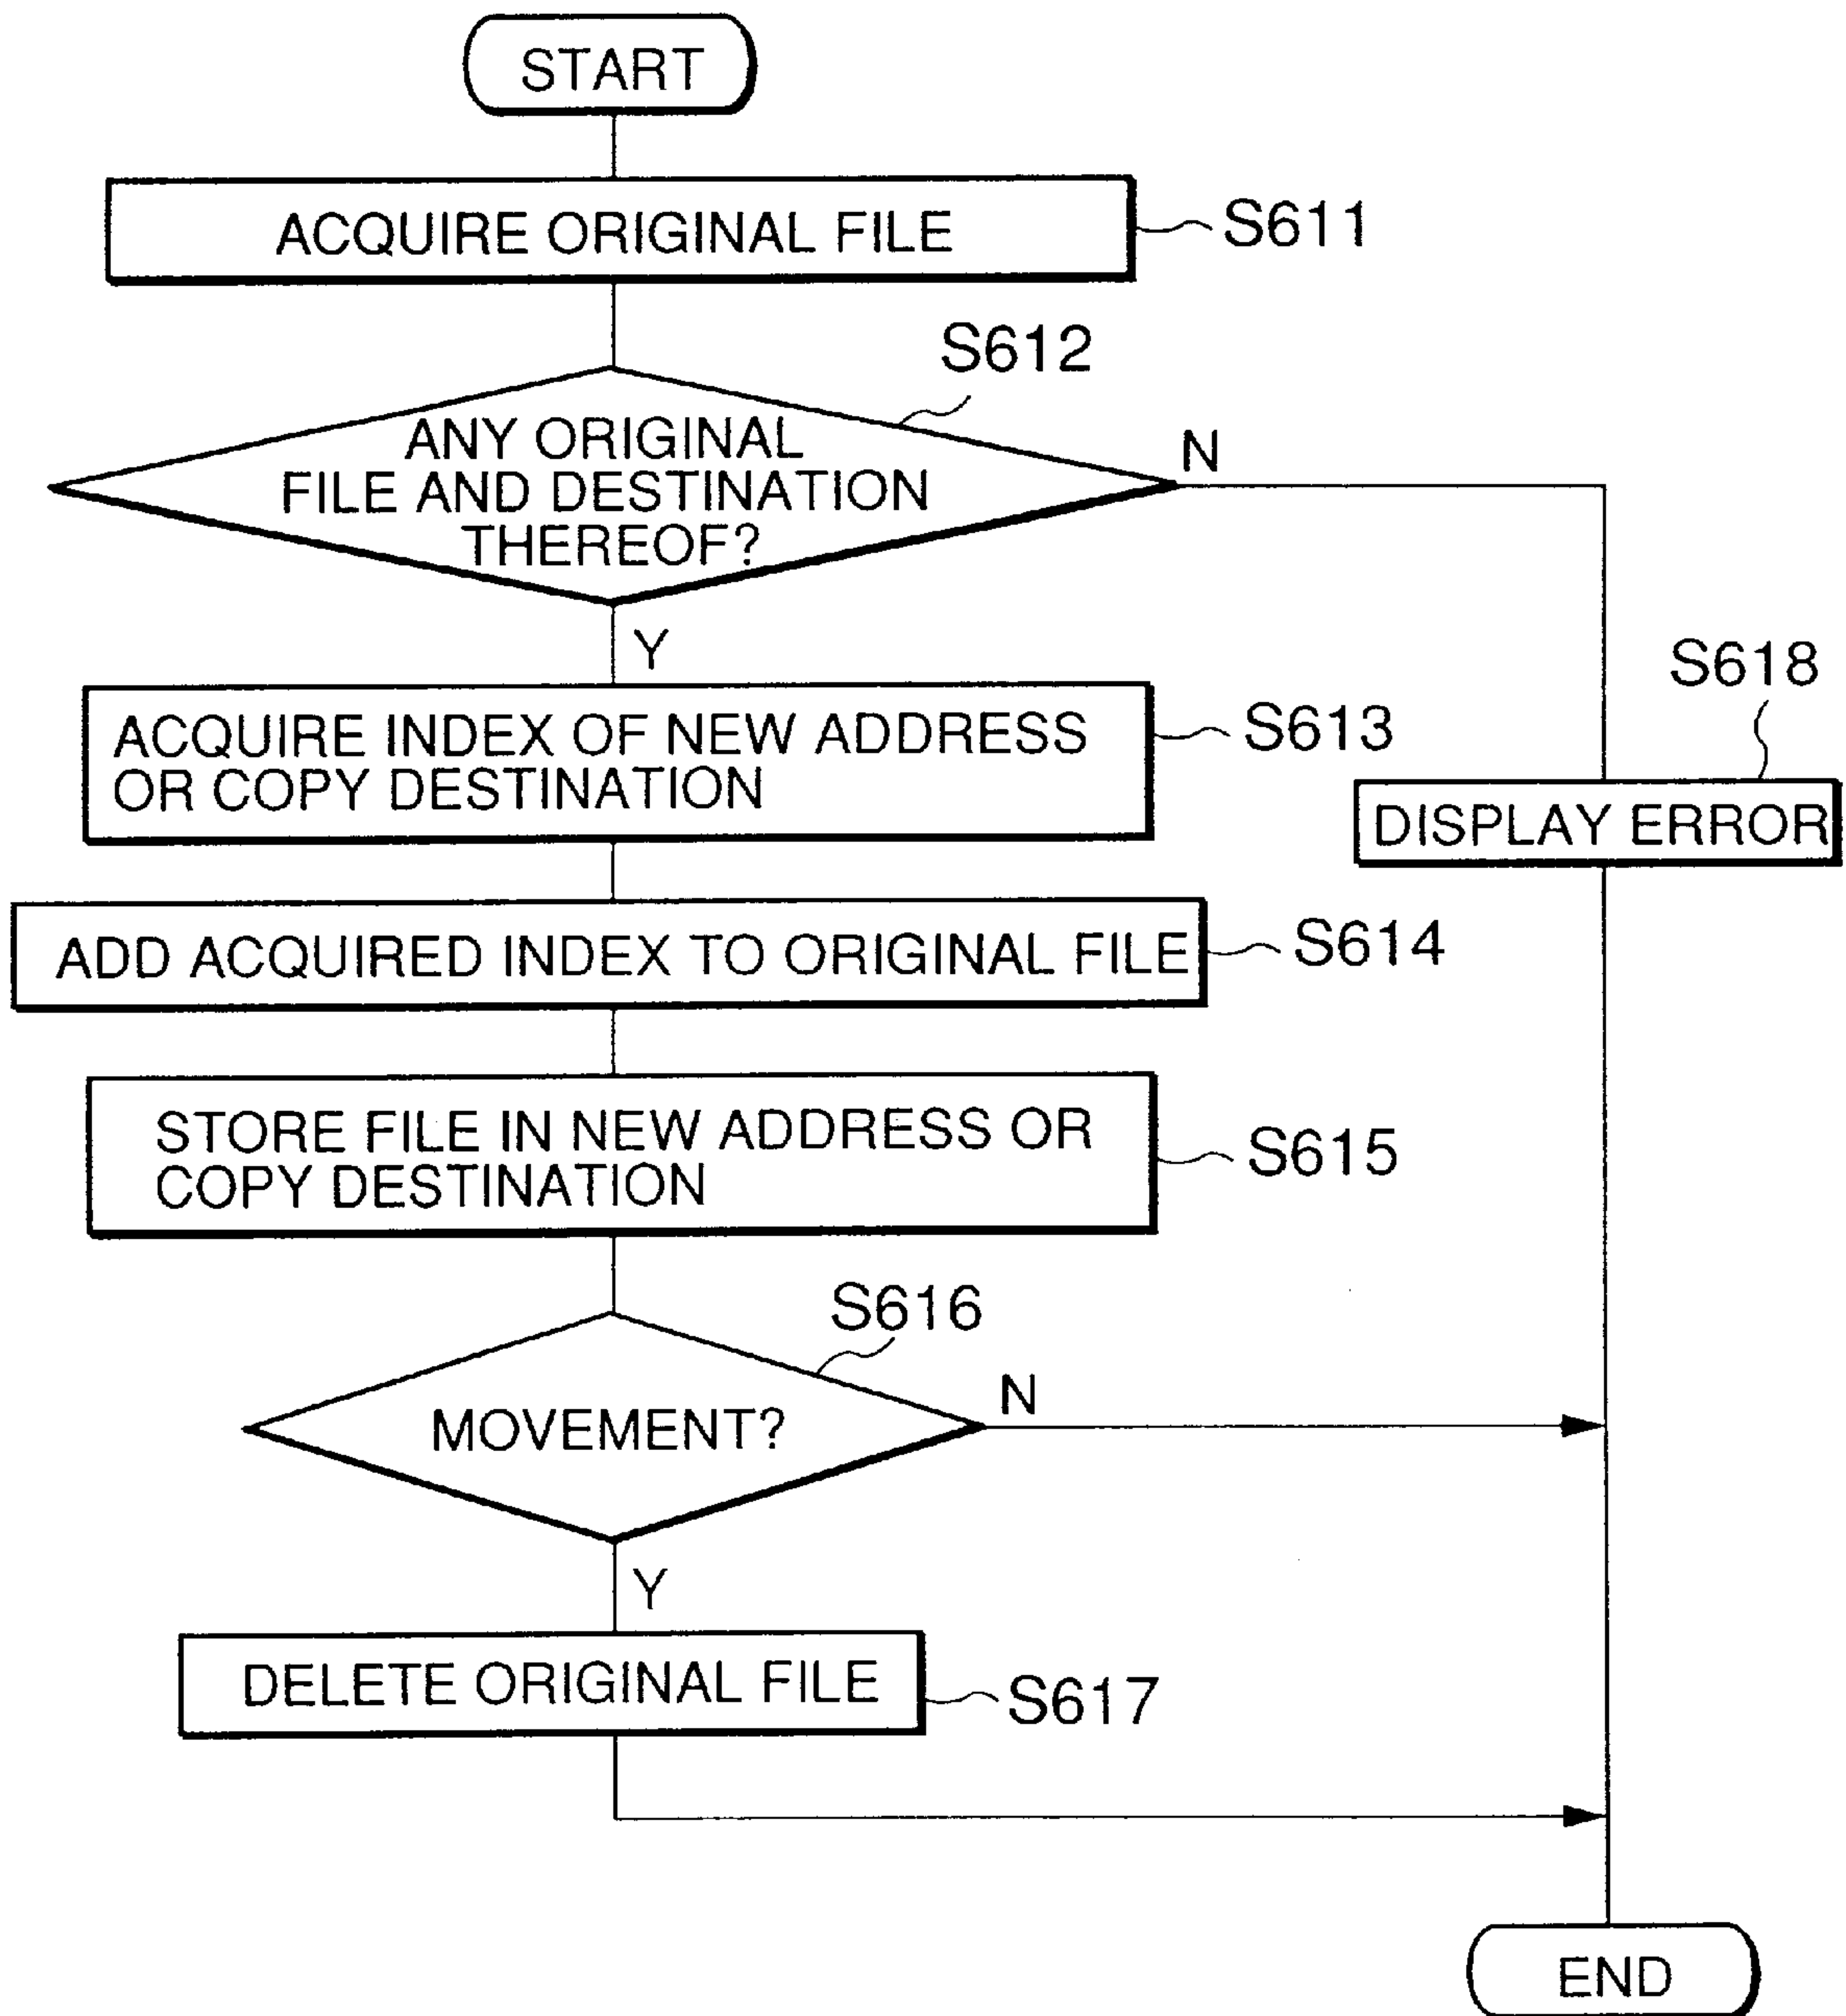 START
ACQUIRE ORIGINAL FILE
S611
S612
ANY ORIGINAL
FILE AND DESTINATION
THEREOF?
N
Y
S618
ACQUIRE INDEX OF NEW ADDRESS
OR COPY DESTINATION
S613
DISPLAY ERROR
ADD ACQUIRED INDEX TO ORIGINAL FILE
S614
STORE FILE IN NEW ADDRESS OR
COPY DESTINATION
S615
S616
MOVEMENT?
N
Y
DELETE ORIGINAL FILE
S617
END